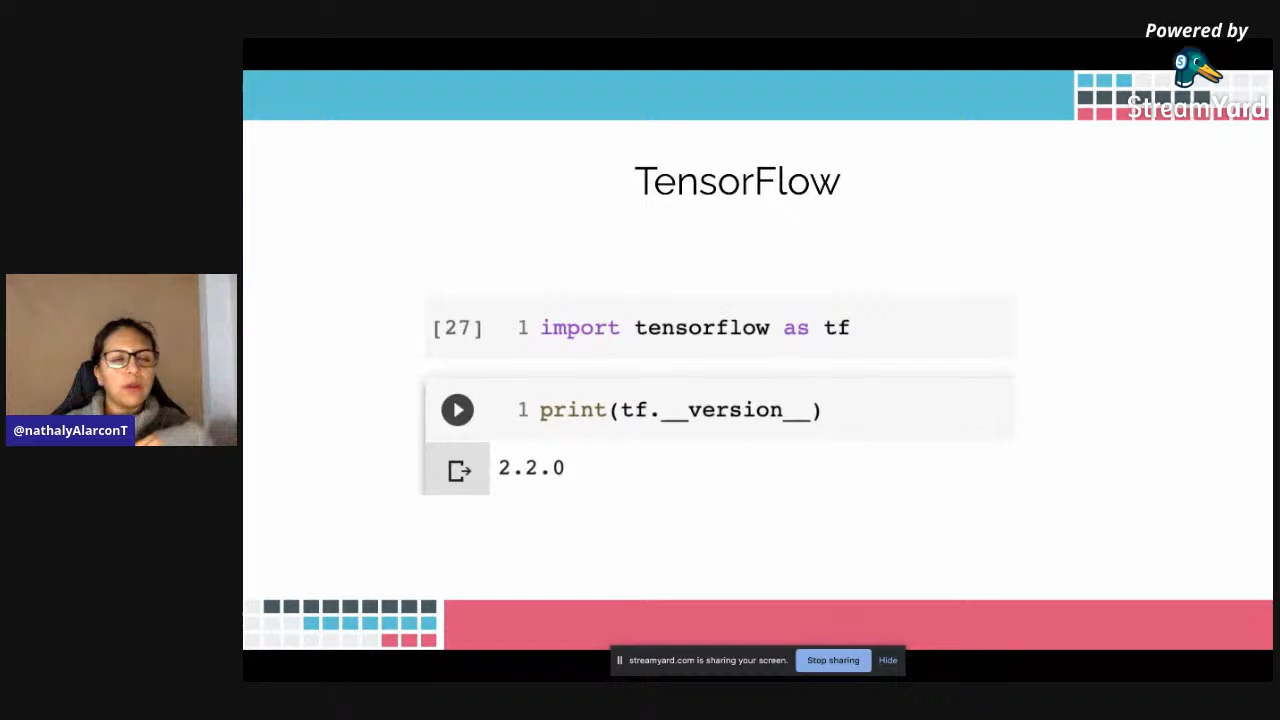 Powered by
StreamYard
TensorFlow
[27] 1 import tensorflow as tf
1 print(tf.__version__)
2.2.0
@nathalyAlarconT
streamyard.com is sharing your screen. Stop sharing Hide